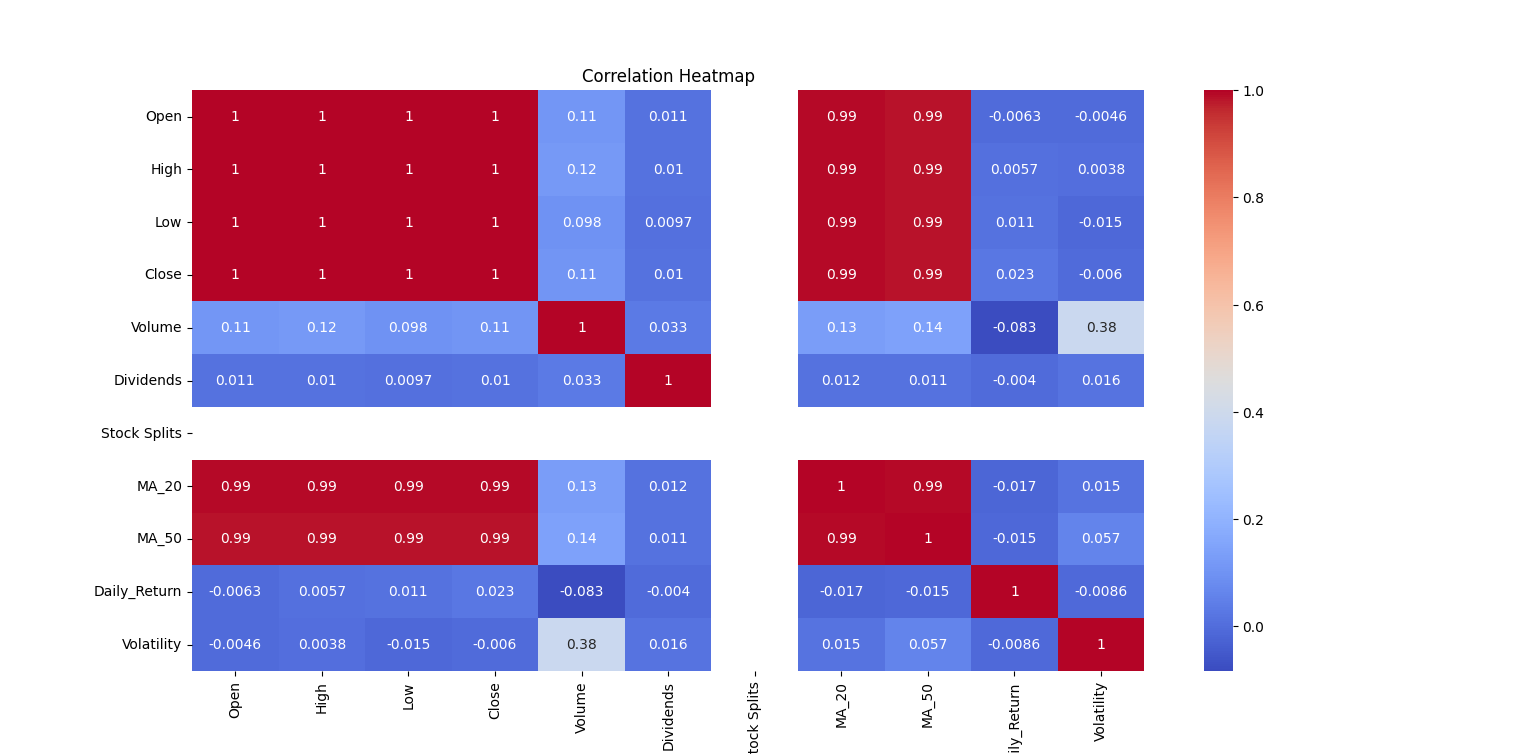 Correlation Heatmap
Open 1 1 1 1 0.11 0.011 0.99 0.99 -0.0063 -0.0046
High 1 1 1 1 0.12 0.01 0.99 0.99 0.0057 0.0038
Low 1 1 1 1 0.098 0.0097 0.99 0.99 0.011 -0.015
Close 1 1 1 1 0.11 0.01 0.99 0.99 0.023 -0.006
Volume 0.11 0.12 0.098 0.11 1 0.033 0.13 0.14 -0.083 0.38
Dividends 0.011 0.01 0.0097 0.01 0.033 1 0.012 0.011 -0.004 0.016
Stock Splits
MA_20 0.99 0.99 0.99 0.99 0.13 0.012 1 0.99 -0.017 0.015
MA_50 0.99 0.99 0.99 0.99 0.14 0.011 0.99 1 -0.015 0.057
Daily_Return -0.0063 0.0057 0.011 0.023 -0.083 -0.004 -0.017 -0.015 1 -0.0086
Volatility -0.0046 0.0038 -0.015 -0.006 0.38 0.016 0.015 0.057 -0.0086 1
Open High Low Close Volume Dividends tock Splits MA_20 MA_50 ily_Return Volatility
1.0
0.8
0.6
0.4
0.2
0.0